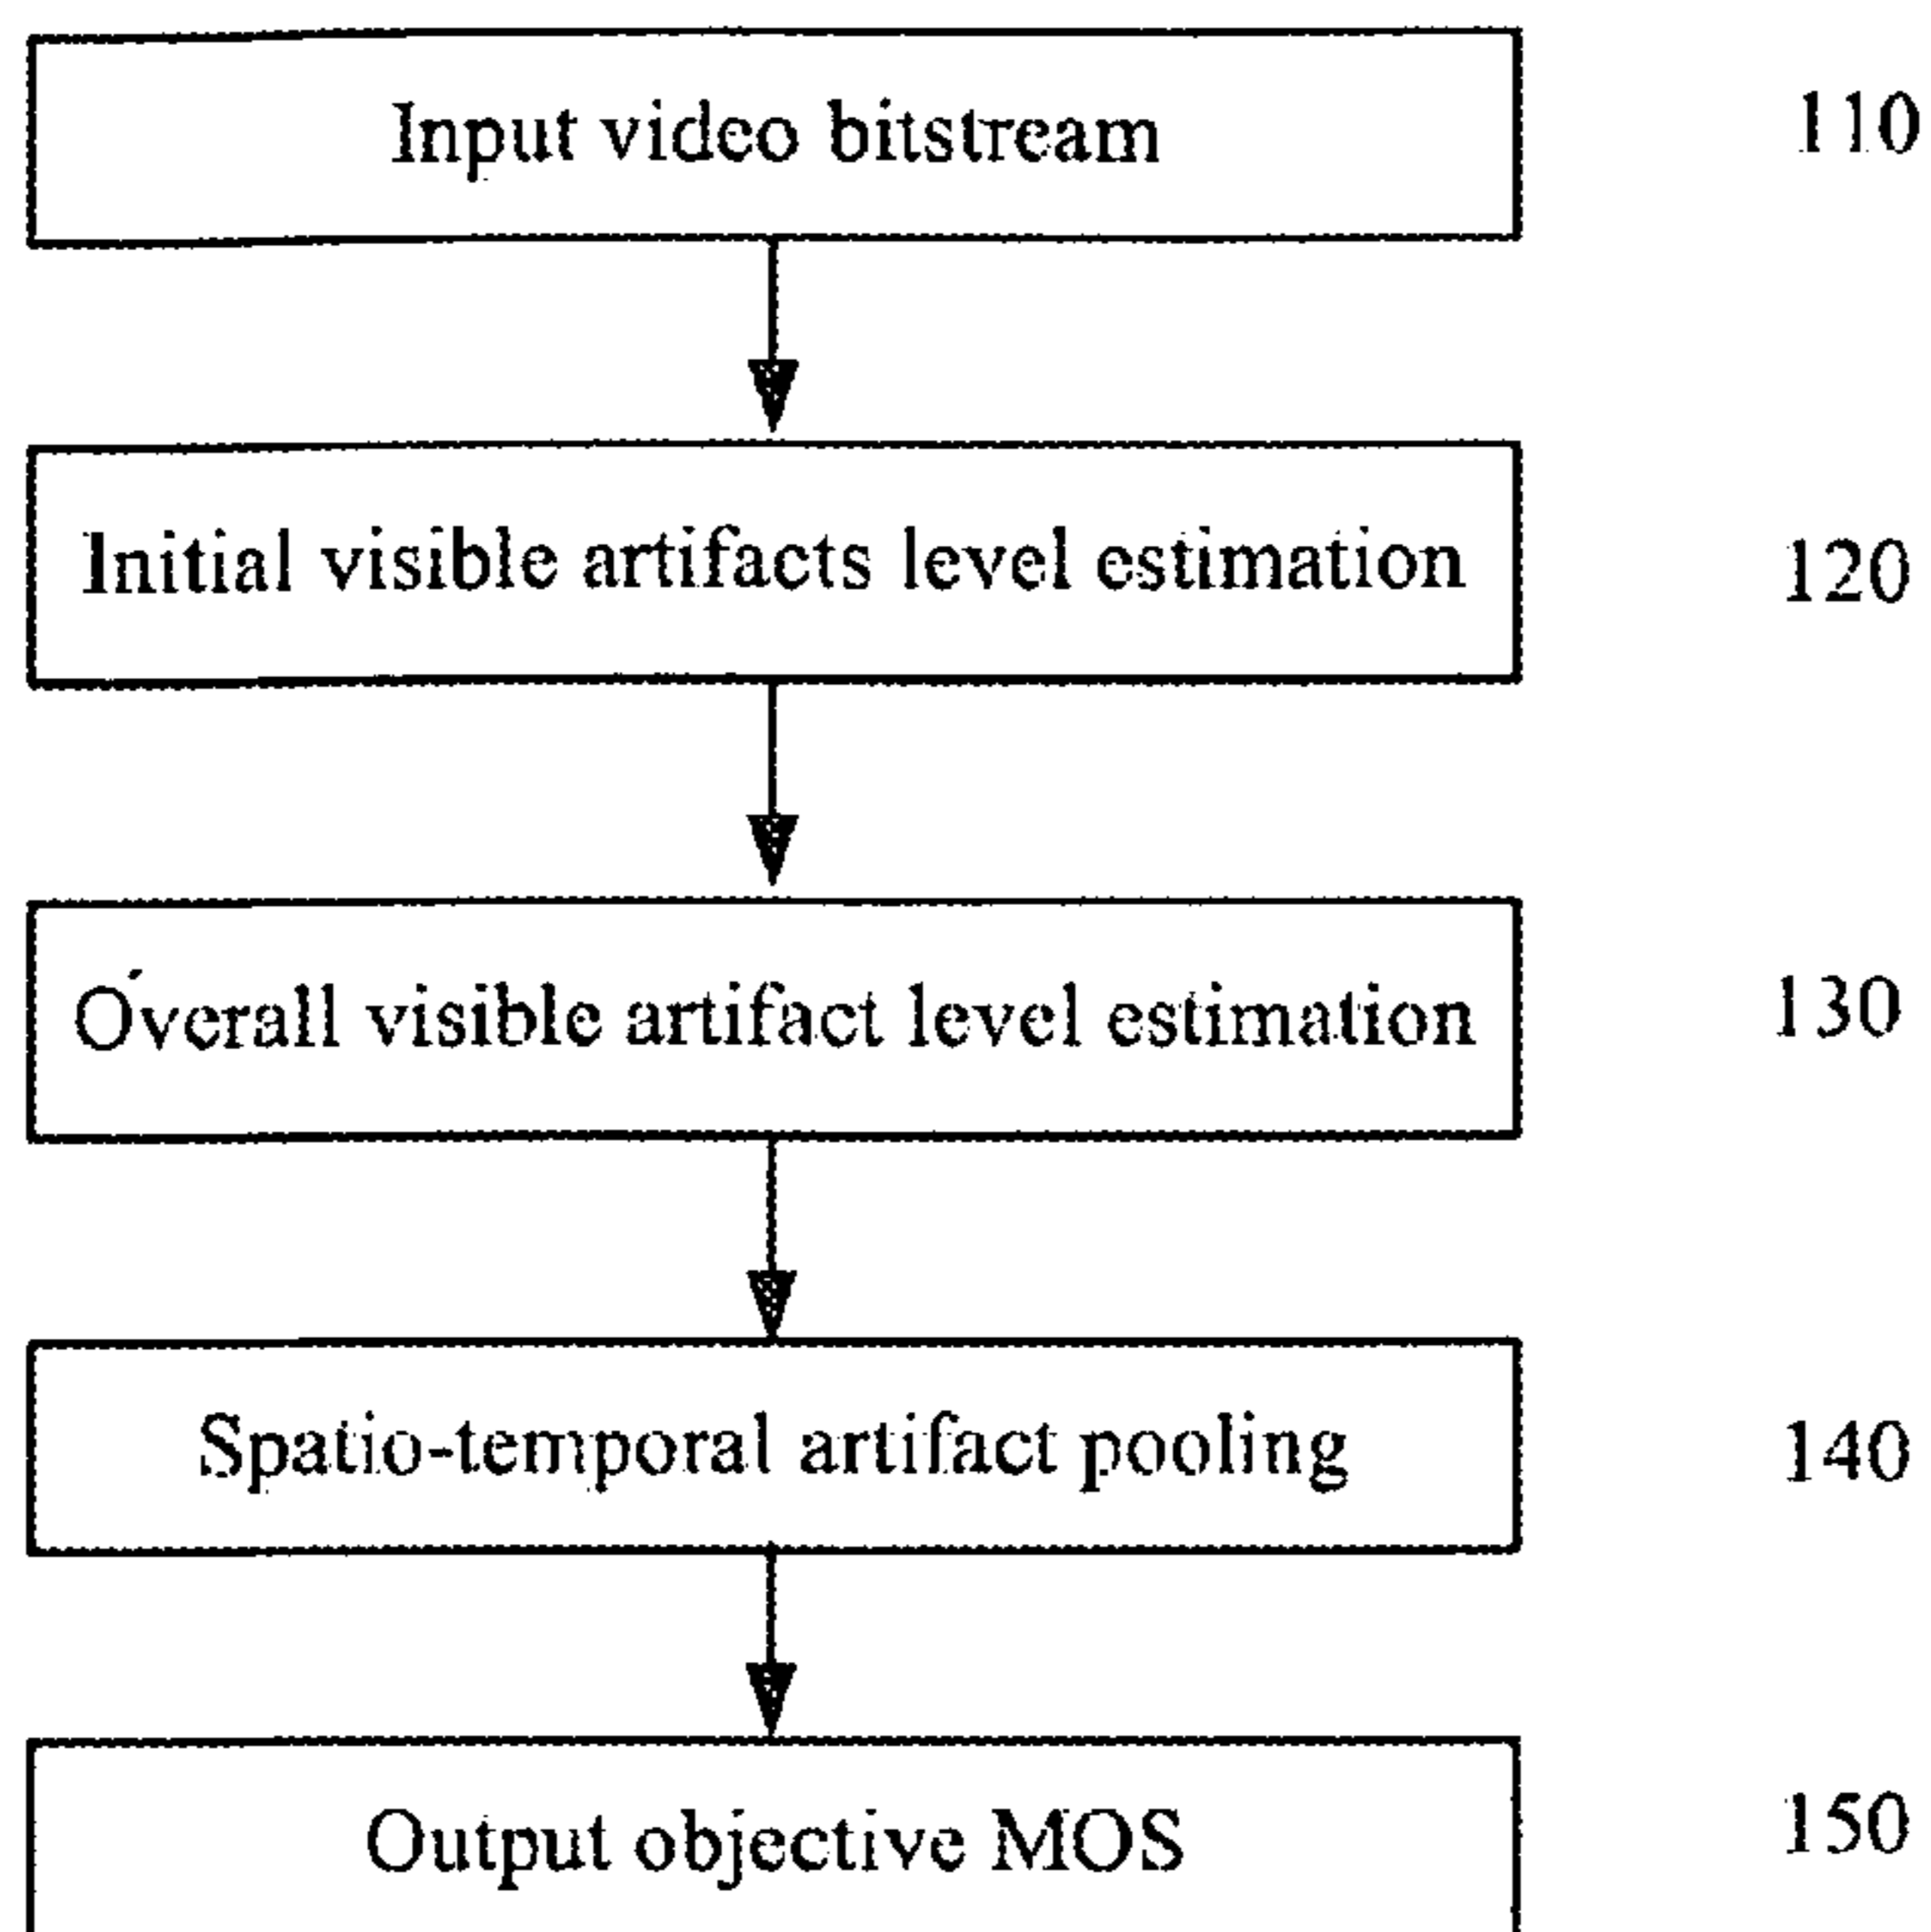 Input video bitstream 110
Initial visible artifacts level estimation 120
Overall visible artifact level estimation 130
Spatio-temporal artifact pooling 140
Output objective MOS 150